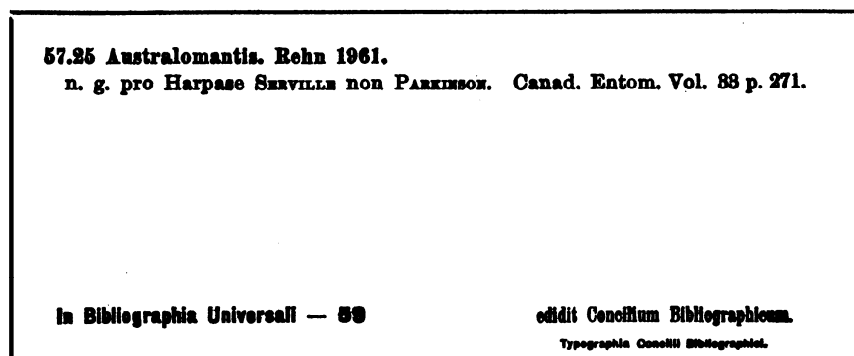 57.25 Australomantis. Rehn 1961.
n. g. pro Harpase Serville non Parkinson. Canad. Entom. Vol. 38 p. 271.
In Bibliographia Universali — 59
edidit Concilium Bibliographicum.
Typographia Concilii Bibliographici.